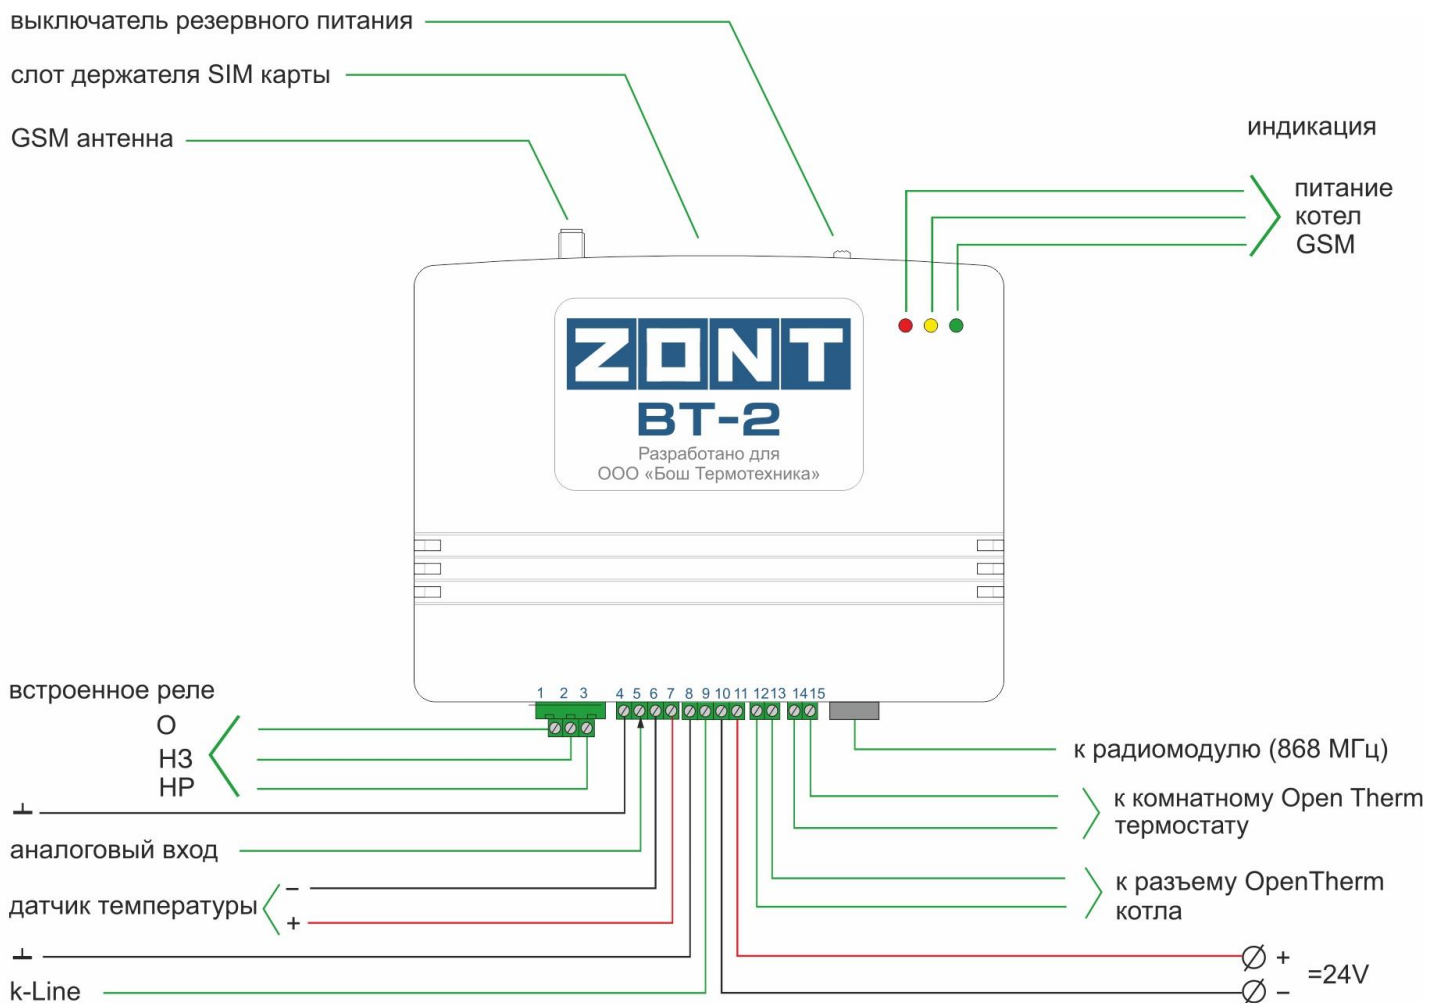 выключатель резервного питания
слот держателя SIM карты
GSM антенна
индикация
питание
котел
GSM
ZONT
BT-2
Разработано для
ООО «Бош Термотехника»
1 2 3 4 5 6 7 8 9 10 11 12 13 14 15
встроенное реле
О
НЗ
НР
к радиомодулю (868 МГц)
к комнатному Open Therm
термостату
аналоговый вход
–
датчик температуры
+
к разъему OpenTherm
котла
+
=24V
–
k-Line